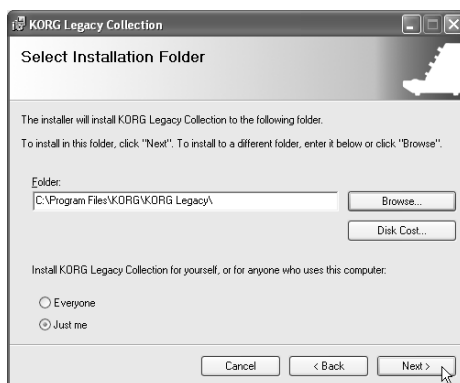 KORG Legacy Collection
Select Installation Folder
The installer will install KORG Legacy Collection to the following folder.
To install in this folder, click "Next". To install to a different folder, enter it below or click "Browse".
Folder:
C:\Program Files\KORG\KORG Legacy\
Browse...
Disk Cost...
Install KORG Legacy Collection for yourself, or for anyone who uses this computer:
Everyone
Just me
Cancel
< Back
Next >